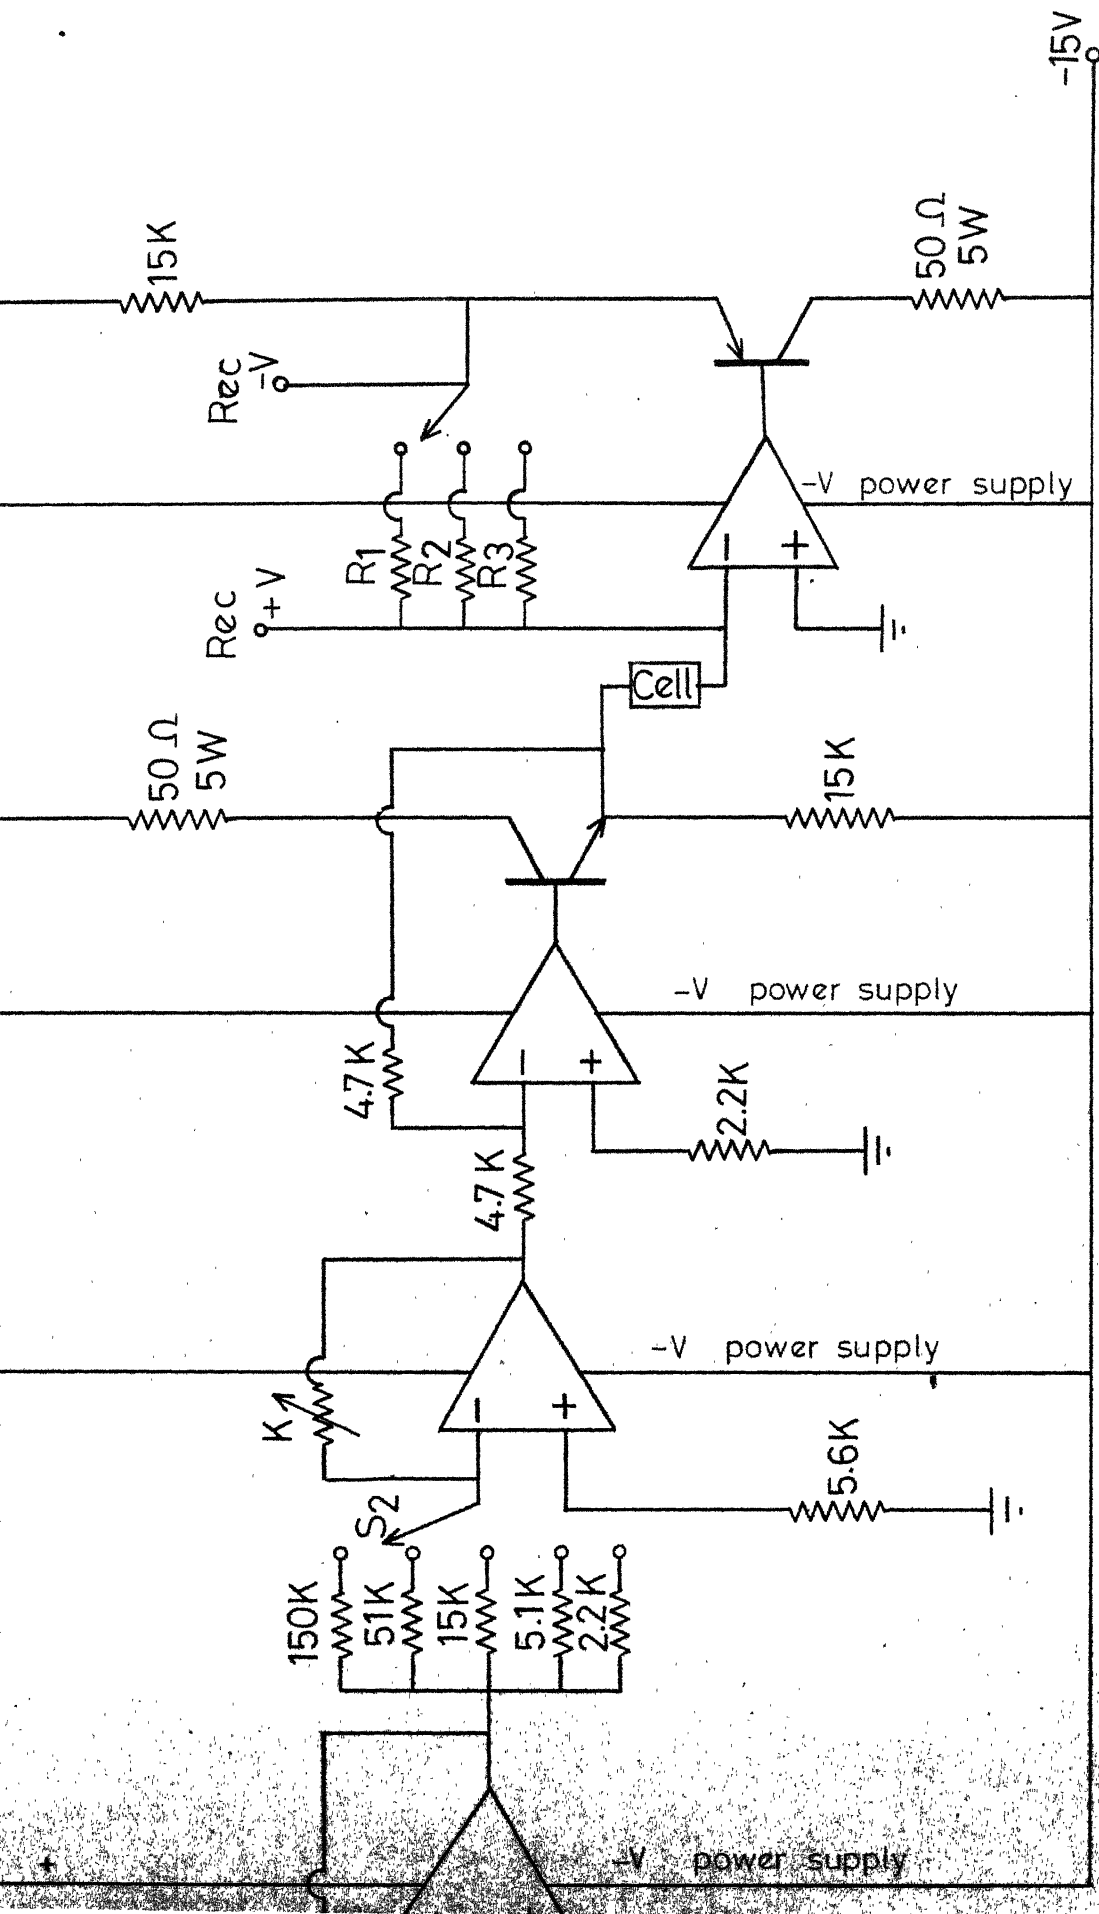 -15V
15K
50 Ω
5W
Rec
-V
-V power supply
R1
R2
R3
Rec
+V
Cell
50 Ω
5W
15K
-V power supply
4.7K
2.2K
4.7K
-V power supply
K
5.6K
S2
150K
51K
15K
5.1K
2.2K
-V power supply
- +
- +
- +
+